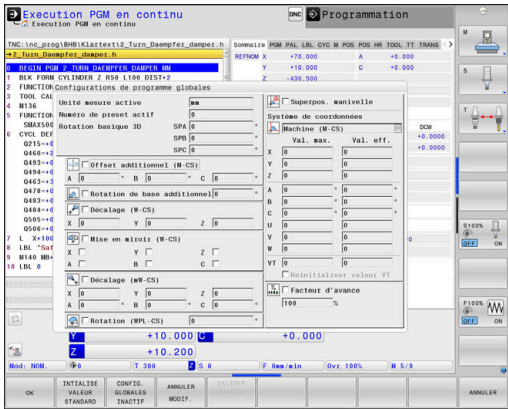 Execution PGM en continu
Execution PGM en continu
DNC
Programmation
TNC:\nc_prog\BHB\Klartext\2_Turn_Daempfer_damper.h
→2_Turn_Daempfer_damper.h
0 BEGIN PGM 2_TURN_DAEMPFER_DAMPER MM
1 BLK FORM CYLINDER Z R50 L100 DIST+2
2 FUNCTION
3 TOOL CAL
4 M136
5 FUNCTION
SMAX500
6 CYCL DEF
Q215=+0
Q460=+2
Q493=+0
Q494=+0
Q463=+3
Q478=+0
Q483=+0
Q484=+0
Q505=+0
Q506=+0
7 L X+100
8 LBL "Saf
9 M140 MB+
10 LBL 0
Sommaire PGM PAL LBL CYC M POS POS HR TOOL TT TRANS
REFNOM X +70.000 A +0.000
Y +10.000 C +0.000
Z -430.500
DCW
+0.0000
+0.0000
Configurations de programme globales
Unité mesure active mm
Numéro de preset actif 0
Rotation basique 3D SPA 0 °
SPB 0 °
SPC 0 °
Offset additionnel (M-CS)
A 0 ° B 0 ° C 0 °
Rotation de base additionnel 0 °
Décalage (W-CS)
X 0 Y 0 Z 0
Mise en miroir (W-CS)
X Y Z
A B C
Décalage (mW-CS)
X 0 Y 0 Z 0
A 0 ° B 0 ° C 0 °
Rotation (WPL-CS) 0 °
Superpos. manivelle
Système de coordonnées
Machine (M-CS)
Val. max. Val. eff.
X 0 0
Y 0 0
Z 0 0
A 0 ° 0 °
B 0 ° 0 °
C 0 ° 0 °
U 0 0
V 0 0
W 0 0
VT 0 0
Réinitialiser valeur VT
Facteur d'avance
100 %
Y +10.000 C +0.000
Z +10.200
Mod: NOM. 0 T 300 Z S 0 F 0mm/min Ovr 100% M 5/9
M
S
T
S100%
OFF ON
F100%
OFF ON
OK
INTIALISE VALEUR STANDARD
CONFIG. GLOBALES INACTIF
ANNULER MODIF.
ANNULER